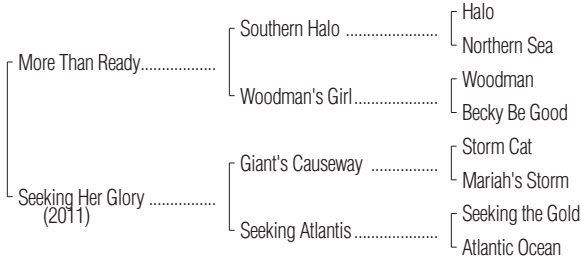 Halo
Southern Halo .....................
Northern Sea
More Than Ready.................
Woodman
Woodman's Girl...................
Becky Be Good
Storm Cat
Giant's Causeway ...............
Mariah's Storm
Seeking Her Glory ...............
(2011)
Seeking the Gold
Seeking Atlantis...................
Atlantic Ocean